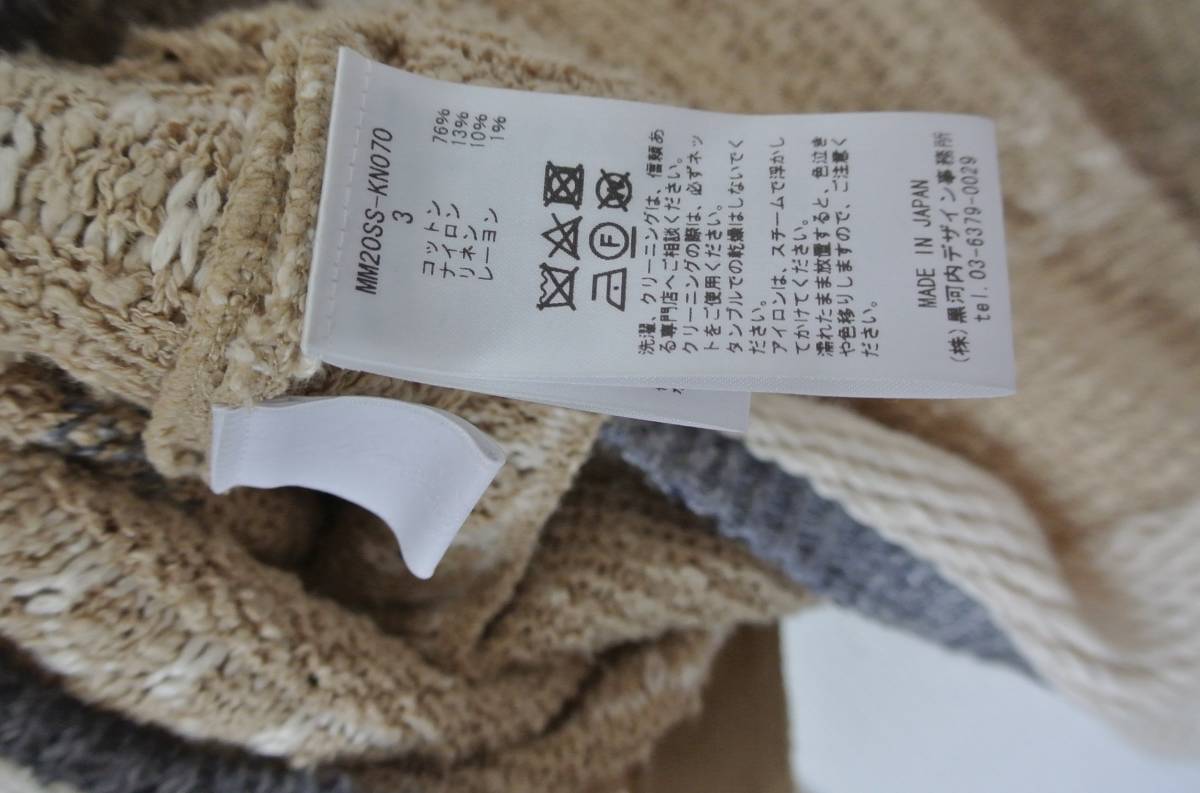 MM20SS-KN070
3
コットン 76%
ナイロン 13%
リネン 10%
レーヨン 1%
F
洗濯、クリーニングは、信頼あ
る専門店へご相談ください。
クリーニングの際は、必ずネッ
トをご使用ください。
タンブルでの乾燥はしないでく
ださい。
アイロンは、スチームで浮かし
てかけてください。
濡れたまま放置すると、色泣き
や色移りしますので、ご注意く
ださい。
MADE IN JAPAN
(株)黒河内デザイン事務所
tel.03-6379-0029